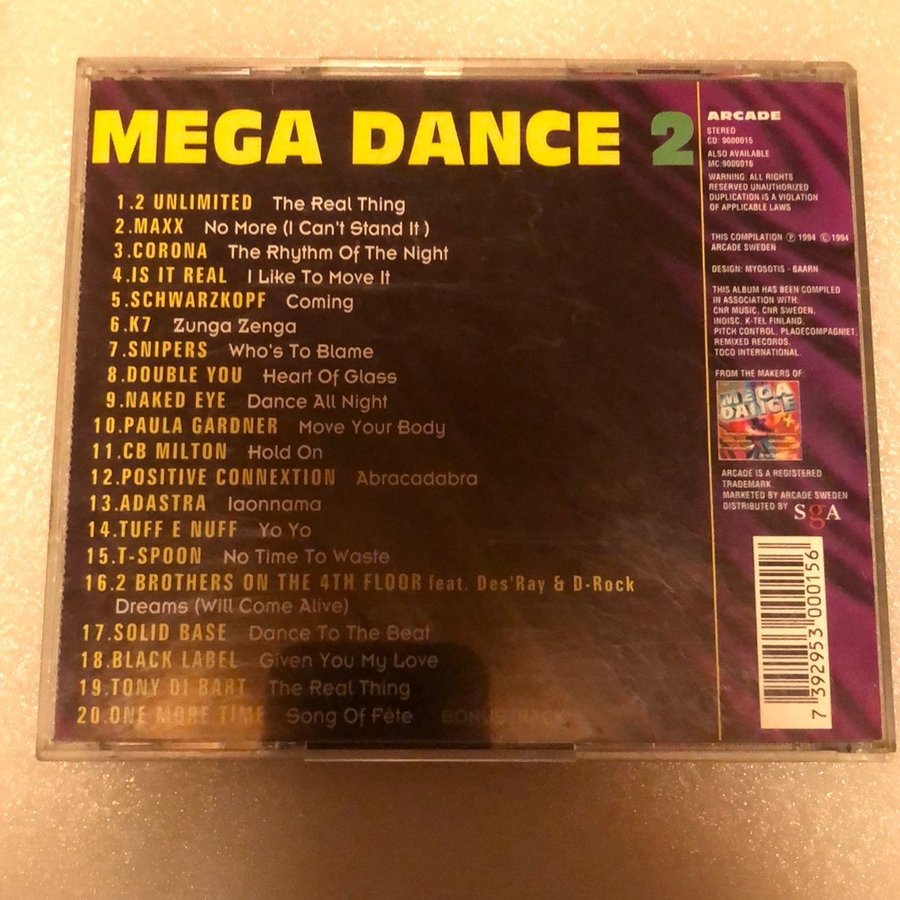 MEGA DANCE 2
1.2 UNLIMITED The Real Thing
2.MAXX No More (I Can't Stand It)
3.CORONA The Rhythm Of The Night
4.IS IT REAL I Like To Move It
5.SCHWARZKOPF Coming
6.K7 Zunga Zenga
7.SNIPERS Who's To Blame
8.DOUBLE YOU Heart Of Glass
9.NAKED EYE Dance All Night
10.PAULA GARDNER Move Your Body
11.CB MILTON Hold On
12.POSITIVE CONNEXTION Abracadabra
13.ADASTRA Iaonnama
14.TUFF E NUFF Yo Yo
15.T-SPOON No Time To Waste
16.2 BROTHERS ON THE 4TH FLOOR feat. Des'Ray & D-Rock
Dreams (Will Come Alive)
17.SOLID BASE Dance To The Beat
18.BLACK LABEL Given You My Love
19.TONY DI BART The Real Thing
20.ONE MORE TIME Song Of Fete BONUSTRACK
ARCADE
STEREO
CD: 9000015
ALSO AVAILABLE
MC:9000016
WARNING: ALL RIGHTS
RESERVED UNAUTHORIZED
DUPLICATION IS A VIOLATION
OF APPLICABLE LAWS
THIS COMPILATION Ⓟ 1994 © 1994
ARCADE SWEDEN
DESIGN: MYOSOTIS - BAARN
THIS ALBUM HAS BEEN COMPILED
IN ASSOCIATION WITH:
CNR MUSIC, CNR SWEDEN,
INDISC, K-TEL FINLAND,
PITCH CONTROL, PLADECOMPAGNIET,
REMIXED RECORDS,
TOCO INTERNATIONAL.
FROM THE MAKERS OF:
MEGA
DANCE
ARCADE IS A REGISTERED
TRADEMARK
MARKETED BY ARCADE SWEDEN
DISTRIBUTED BY SgA
7 392953 000156